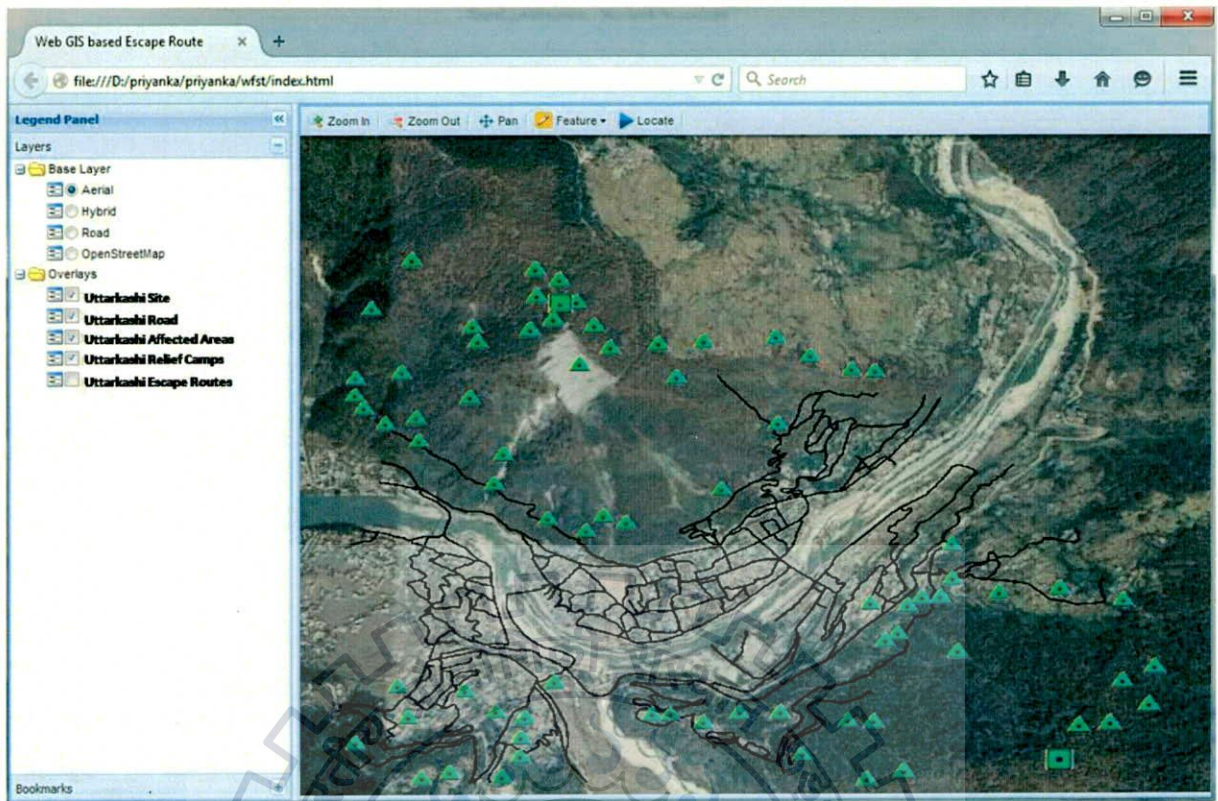 Web GIS based Escape Route
file:///D:/priyanka/priyanka/wfst/index.html
Search
Legend Panel
Zoom In Zoom Out Pan Feature Locate
Layers
Base Layer
Aerial
Hybrid
Road
OpenStreetMap
Overlays
Uttarkashi Site
Uttarkashi Road
Uttarkashi Affected Areas
Uttarkashi Relief Camps
Uttarkashi Escape Routes
Bookmarks